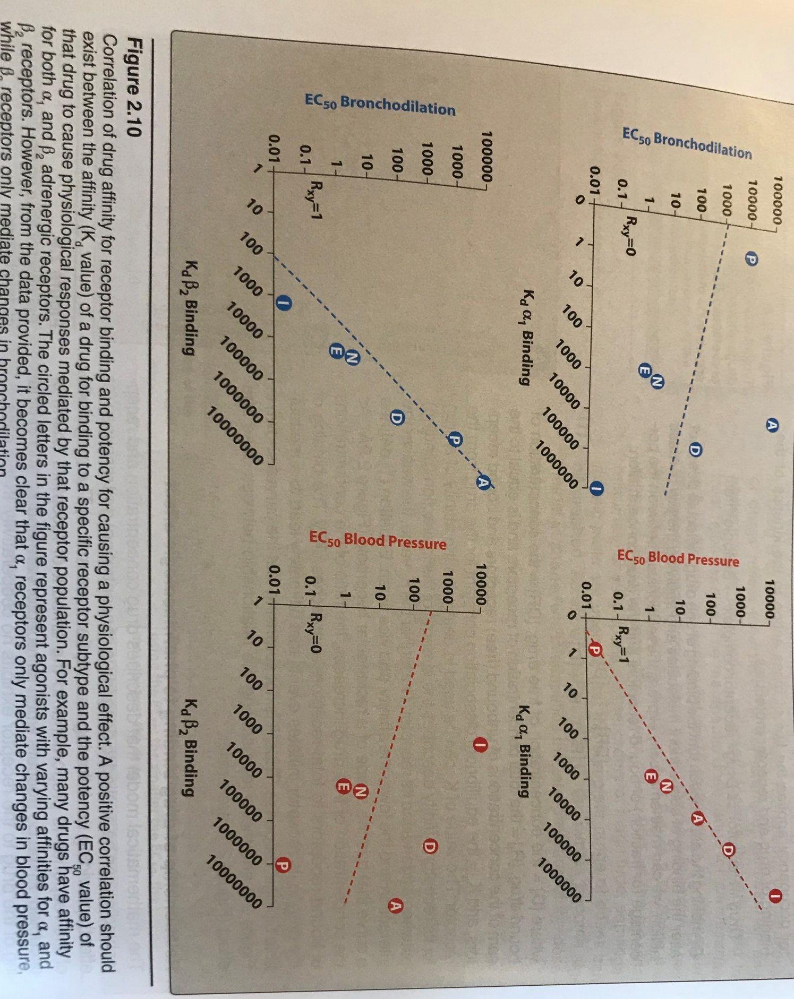 EC50 Bronchodilation
100000
10000
1000
100
10
1
0.1
0.01
Rxy=0
P
A
D
N
E
I
0 1 10 100 1000 10000 100000 1000000
Kd α1 Binding
EC50 Blood Pressure
10000
1000
100
10
1
0.1
0.01
Rxy=1
I
D
A
N
E
P
0 1 10 100 1000 10000 100000 1000000
Kd α1 Binding
EC50 Bronchodilation
100000
1000
1000
100
10
1
0.1
0.01
Rxy=1
A
P
D
N
E
I
1 10 100 1000 10000 100000 1000000 10000000
Kd β2 Binding
EC50 Blood Pressure
10000
1000
100
10
1
0.1
0.01
Rxy=0
I
D
A
N
E
P
1 10 100 1000 10000 100000 1000000 10000000
Kd β2 Binding
Figure 2.10
Correlation of drug affinity for receptor binding and potency for causing a physiological effect. A positive correlation should
exist between the affinity (Kd value) of a drug for binding to a specific receptor subtype and the potency (EC50 value) of
that drug to cause physiological responses mediated by that receptor population. For example, many drugs have affinity
for both α1 and β2 adrenergic receptors. The circled letters in the figure represent agonists with varying affinities for α1 and
β2 receptors. However, from the data provided, it becomes clear that α1 receptors only mediate changes in blood pressure,
while β2 receptors only mediate changes in bronchodilation